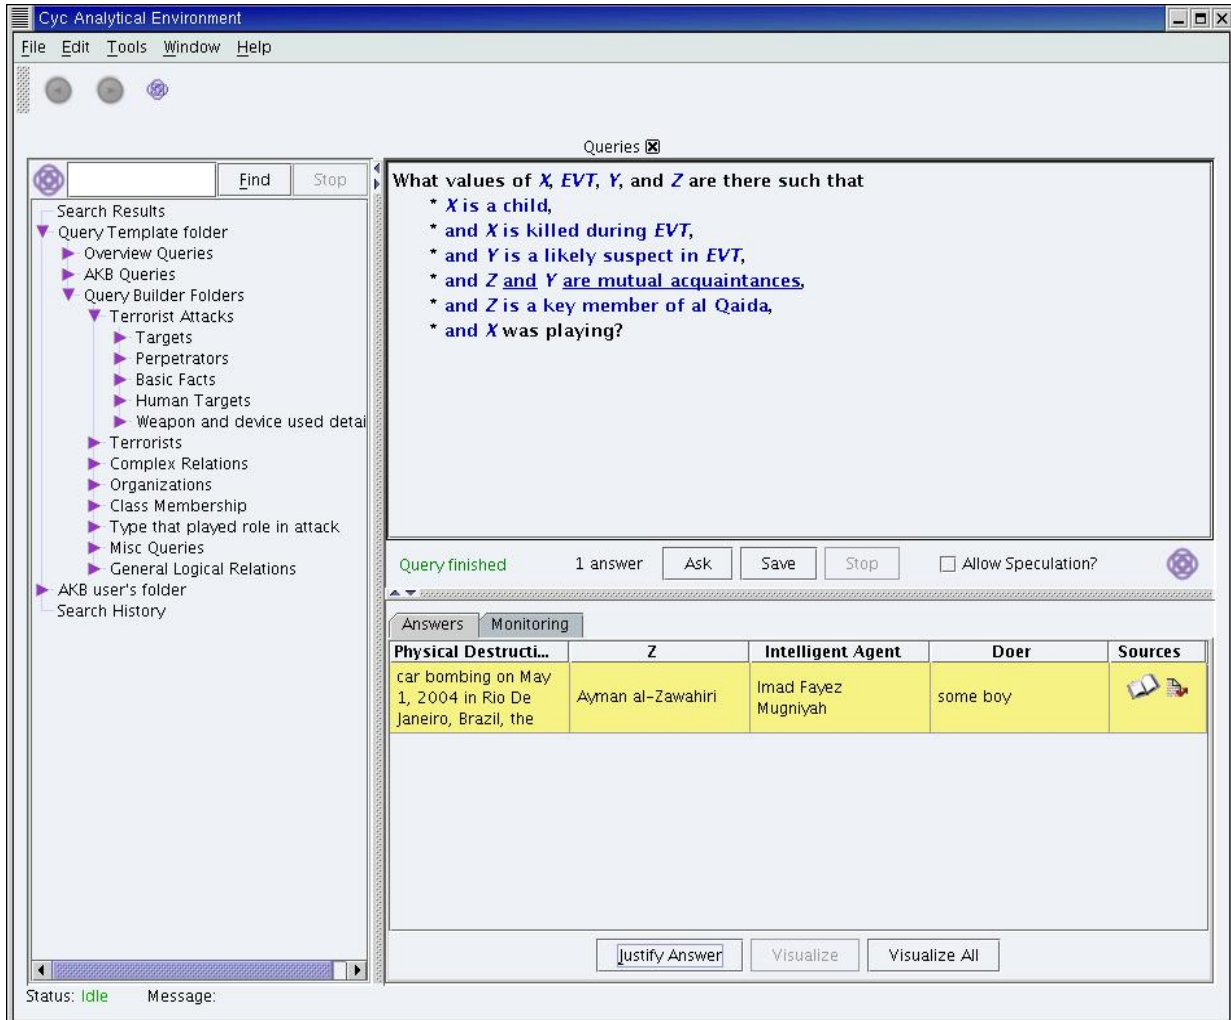 Cyc Analytical Environment
File Edit Tools Window Help
Queries
Find Stop
Search Results
Query Template folder
Overview Queries
AKB Queries
Query Builder Folders
Terrorist Attacks
Targets
Perpetrators
Basic Facts
Human Targets
Weapon and device used detai
Terrorists
Complex Relations
Organizations
Class Membership
Type that played role in attack
Misc Queries
General Logical Relations
AKB user's folder
Search History
What values of X, EVT, Y, and Z are there such that
* X is a child,
* and X is killed during EVT,
* and Y is a likely suspect in EVT,
* and Z and Y are mutual acquaintances,
* and Z is a key member of al Qaida,
* and X was playing?
Query finished 1 answer Ask Save Stop Allow Speculation?
Answers Monitoring
Physical Destructi... Z Intelligent Agent Doer Sources
car bombing on May
1, 2004 in Rio De
Janeiro, Brazil, the
Ayman al-Zawahiri
Imad Fayez
Mugniyah
some boy
Justify Answer Visualize Visualize All
Status: Idle Message: